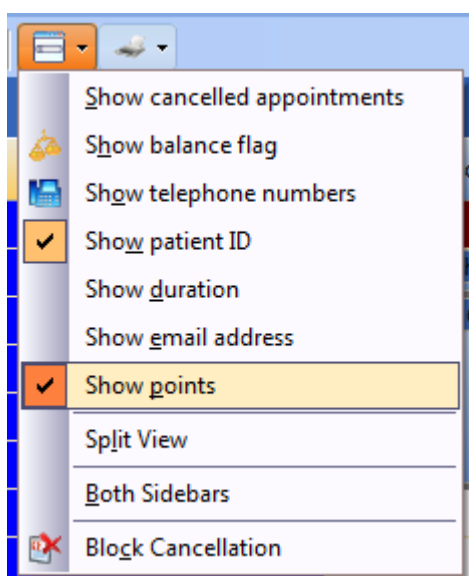 Show cancelled appointments
Show balance flag
Show telephone numbers
Show patient ID
Show duration
Show email address
Show points
Split View
Both Sidebars
Block Cancellation